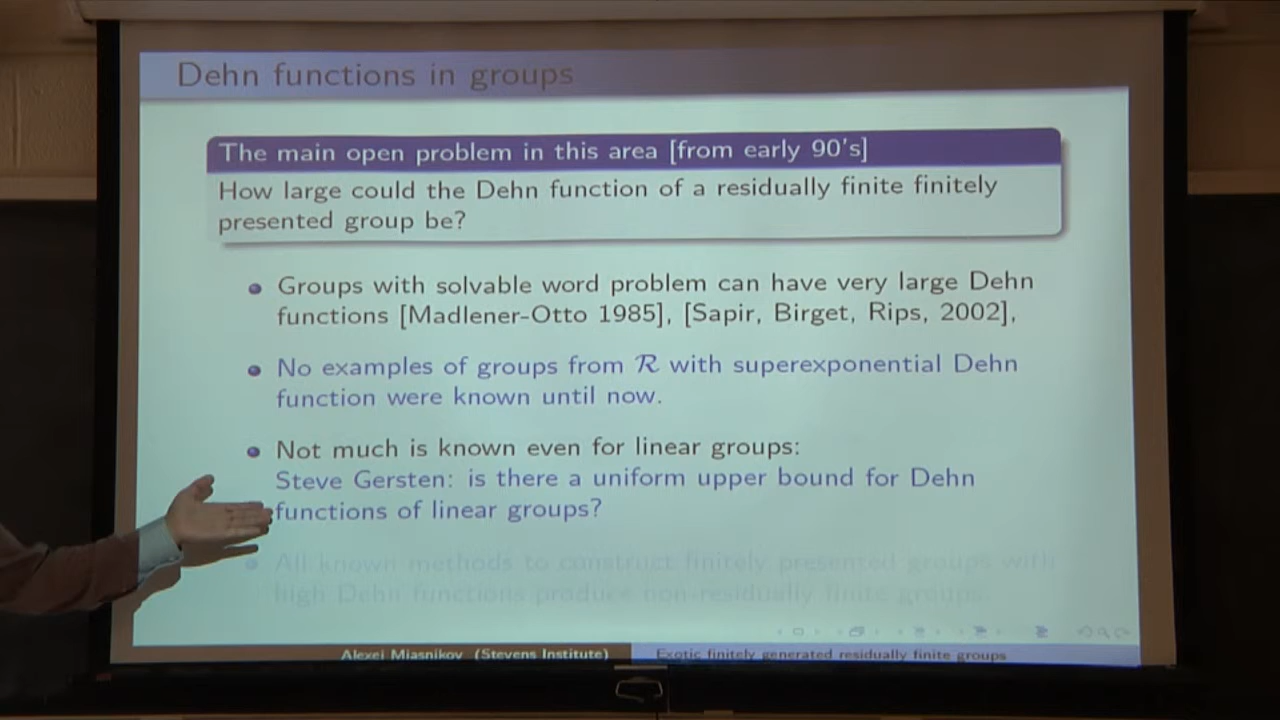 Dehn functions in groups
The main open problem in this area [from early 90's]
How large could the Dehn function of a residually finite finitely
presented group be?
Groups with solvable word problem can have very large Dehn
functions [Madlener-Otto 1985], [Sapir, Birget, Rips, 2002],
No examples of groups from R with superexponential Dehn
function were known until now.
Not much is known even for linear groups:
Steve Gersten: is there a uniform upper bound for Dehn
functions of linear groups?
All known methods to construct finitely presented groups with
high Dehn functions produce non-residually finite groups.
Alexei Miasnikov (Stevens Institute)
Exotic finitely generated residually finite groups